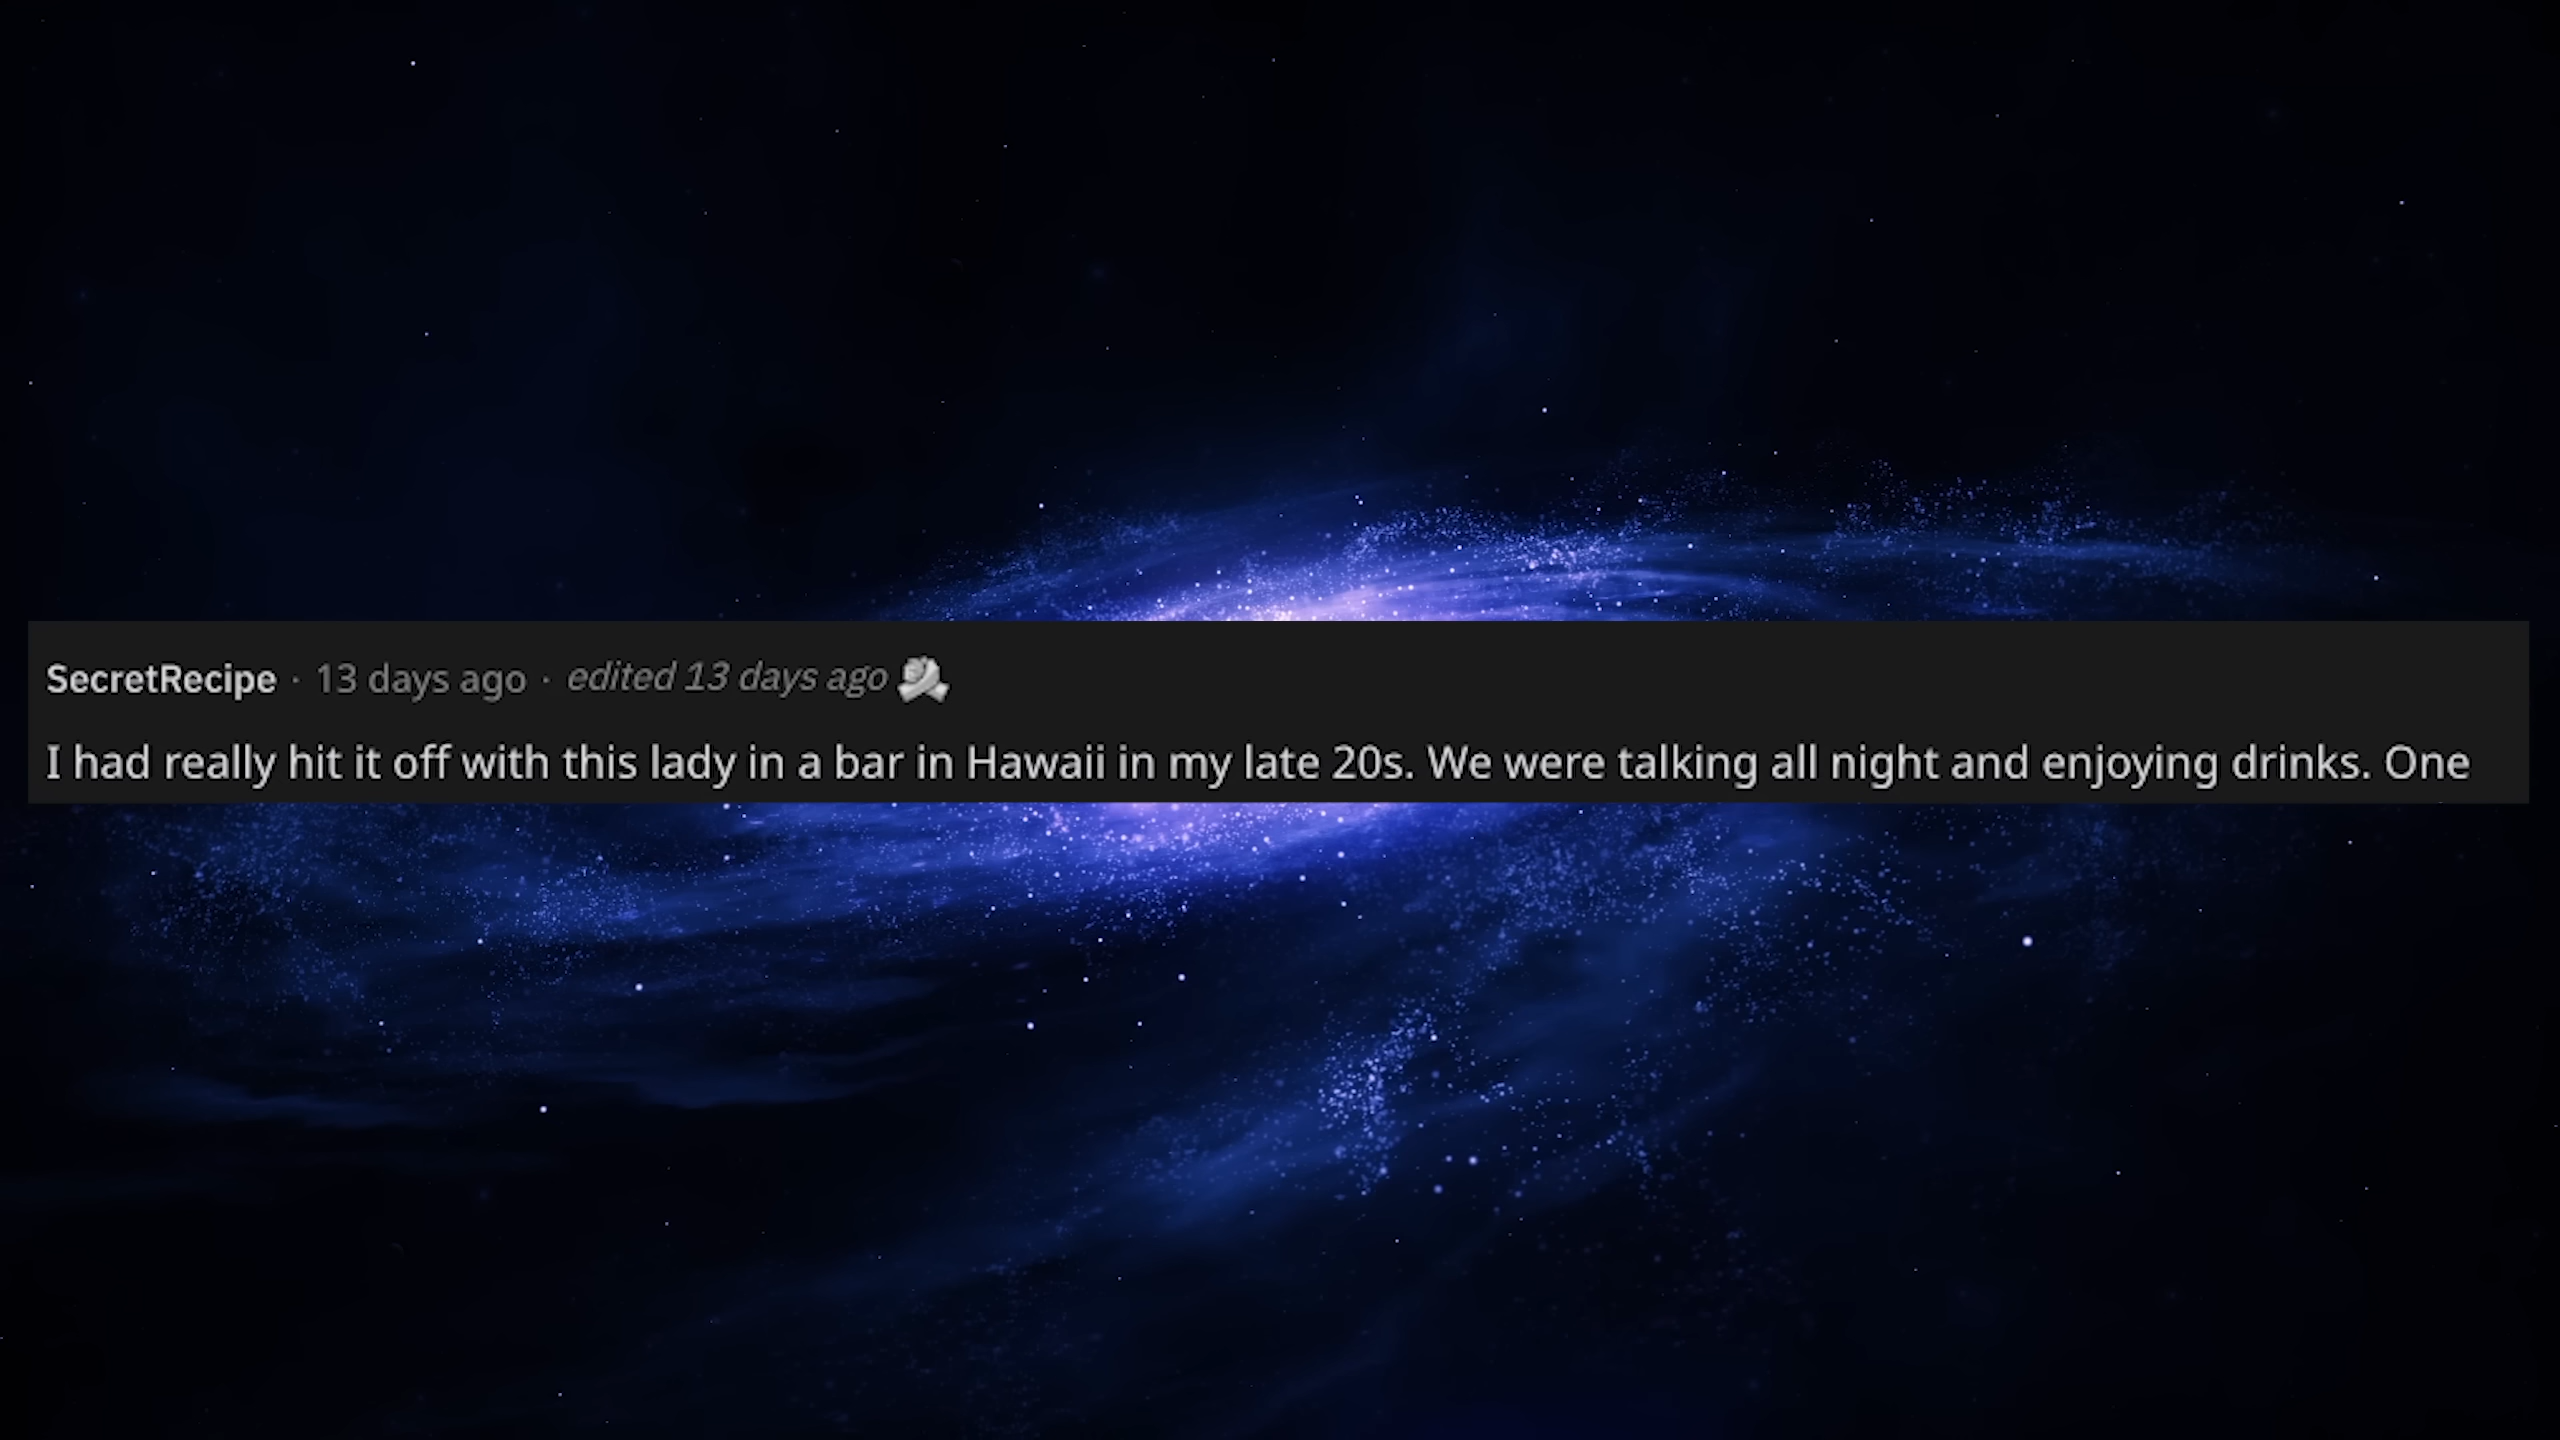 SecretRecipe · 13 days ago · edited 13 days ago
I had really hit it off with this lady in a bar in Hawaii in my late 20s. We were talking all night and enjoying drinks. One